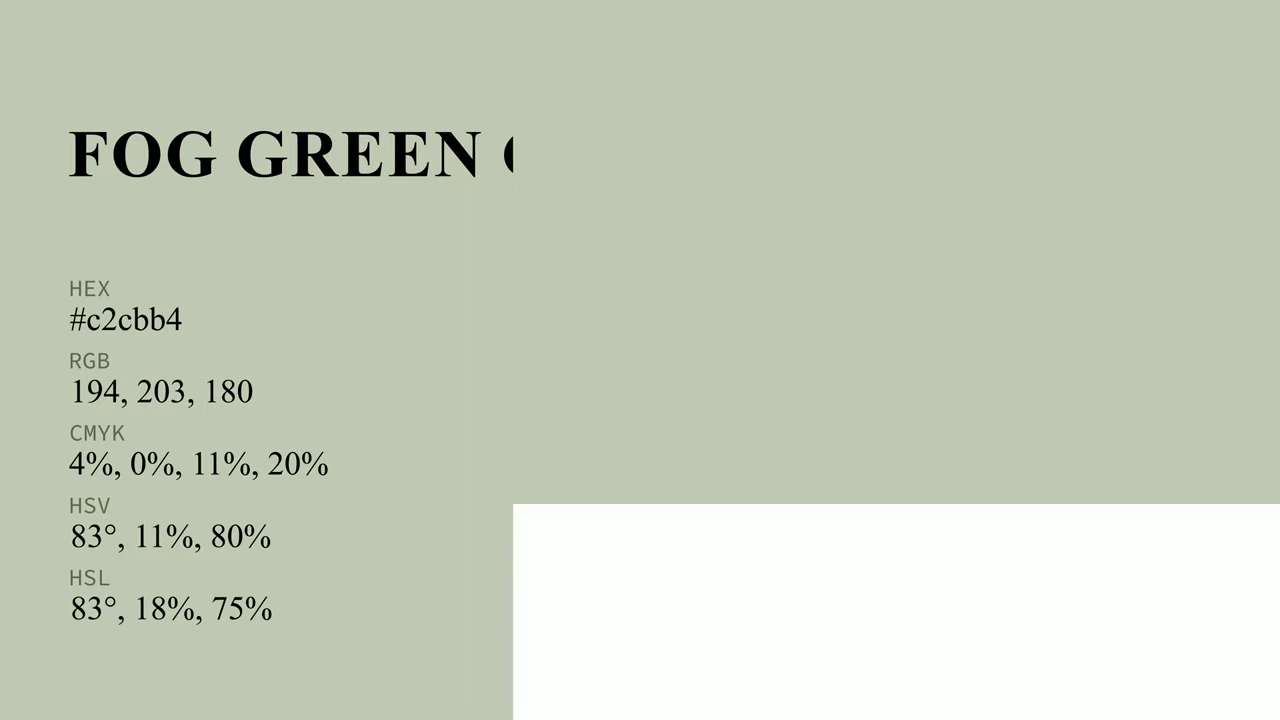 FOG GREEN
HEX
#c2cbb4
RGB
194, 203, 180
CMYK
4%, 0%, 11%, 20%
HSV
83°, 11%, 80%
HSL
83°, 18%, 75%